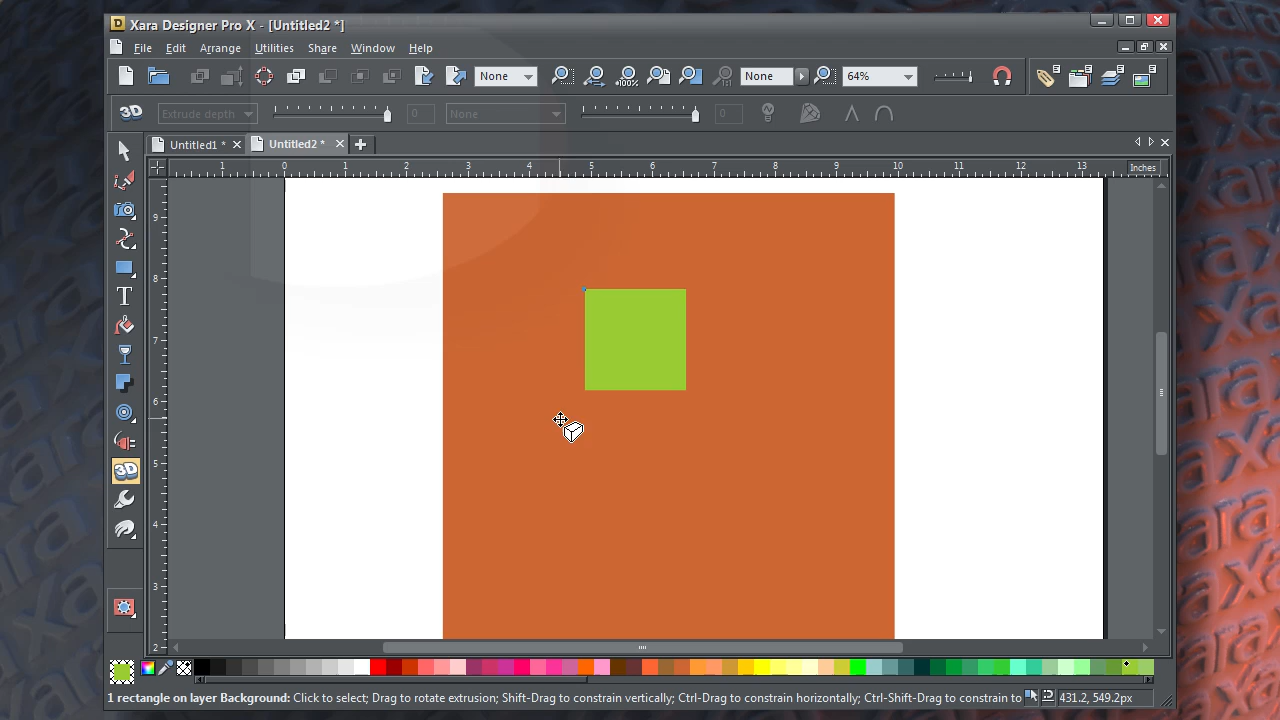 Xara Designer Pro X - [Untitled2 *]
File Edit Arrange Utilities Share Window Help
None 100% None 64%
3D Extrude depth 0 None 0
Untitled1 * Untitled2 *
1 0 1 2 3 4 5 6 7 8 9 10 11 12 13 Inches
9
8
7
6
5
4
3
2
T
3D
1 rectangle on layer Background: Click to select; Drag to rotate extrusion; Shift-Drag to constrain vertically; Ctrl-Drag to constrain horizontally; Ctrl-Shift-Drag to constrain to 431.2, 549.2px